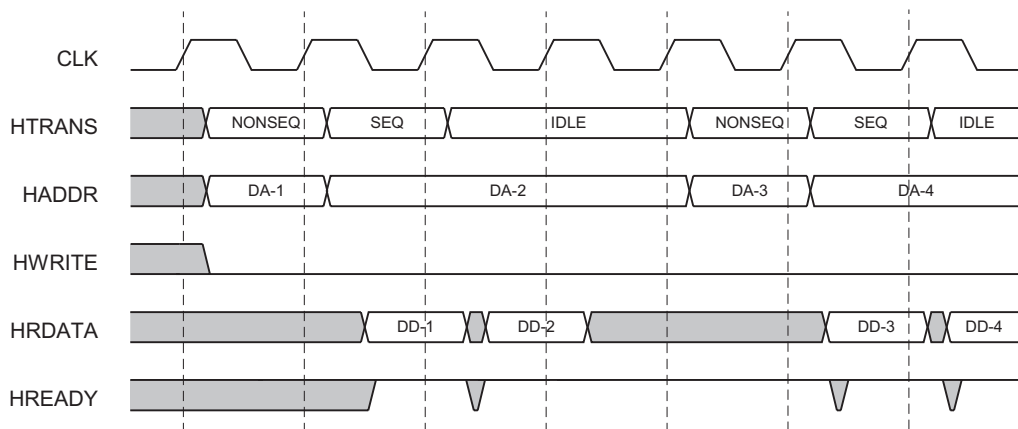 CLK
HTRANS NONSEQ SEQ IDLE NONSEQ SEQ IDLE
HADDR DA-1 DA-2 DA-3 DA-4
HWRITE
HRDATA DD-1 DD-2 DD-3 DD-4
HREADY